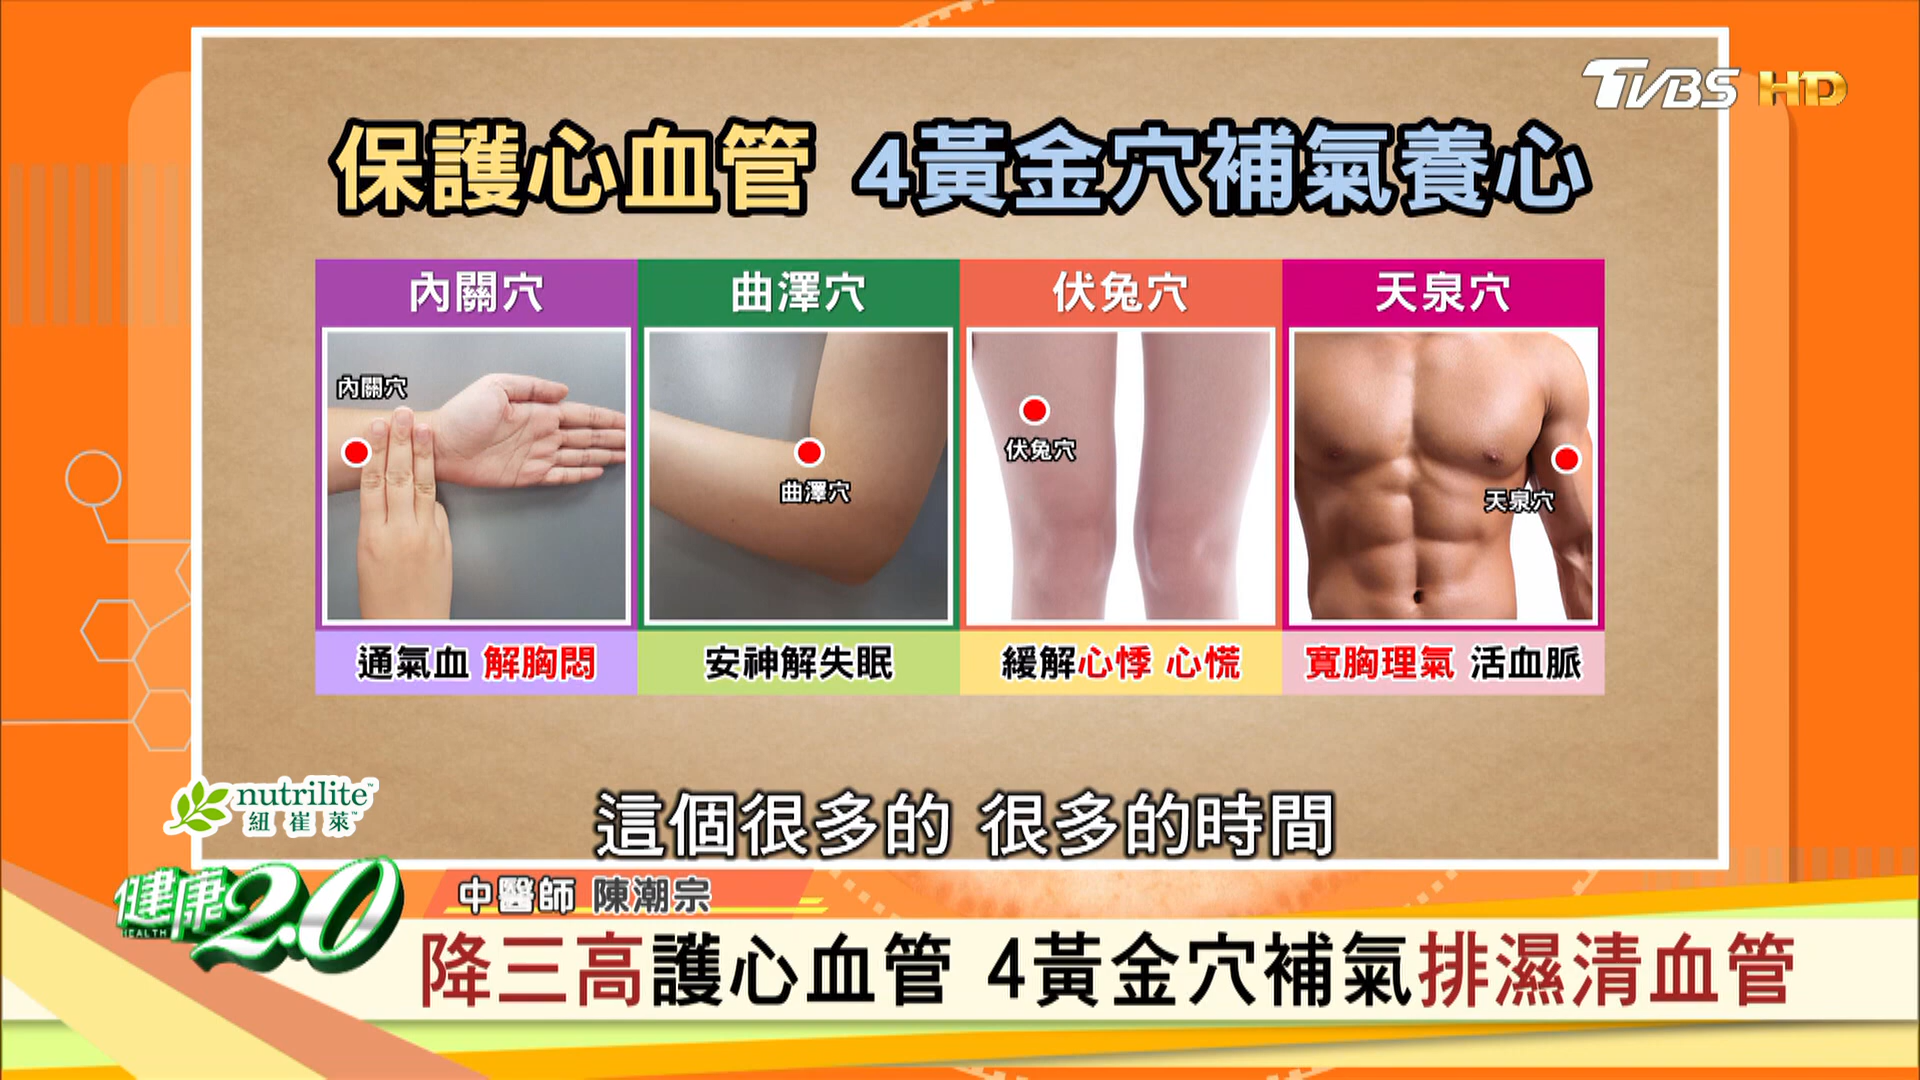 TVBS HD
保護心血管 4黃金穴補氣養心
內關穴 曲澤穴 伏兔穴 天泉穴
內關穴
曲澤穴
伏兔穴
天泉穴
通氣血 解胸悶 安神解失眠 緩解心悸 心慌 寬胸理氣 活血脈
nutrilite™
紐崔萊™
這個很多的 很多的時間
健康2.0
HEALTH
中醫師 陳潮宗
降三高護心血管 4黃金穴補氣排濕清血管